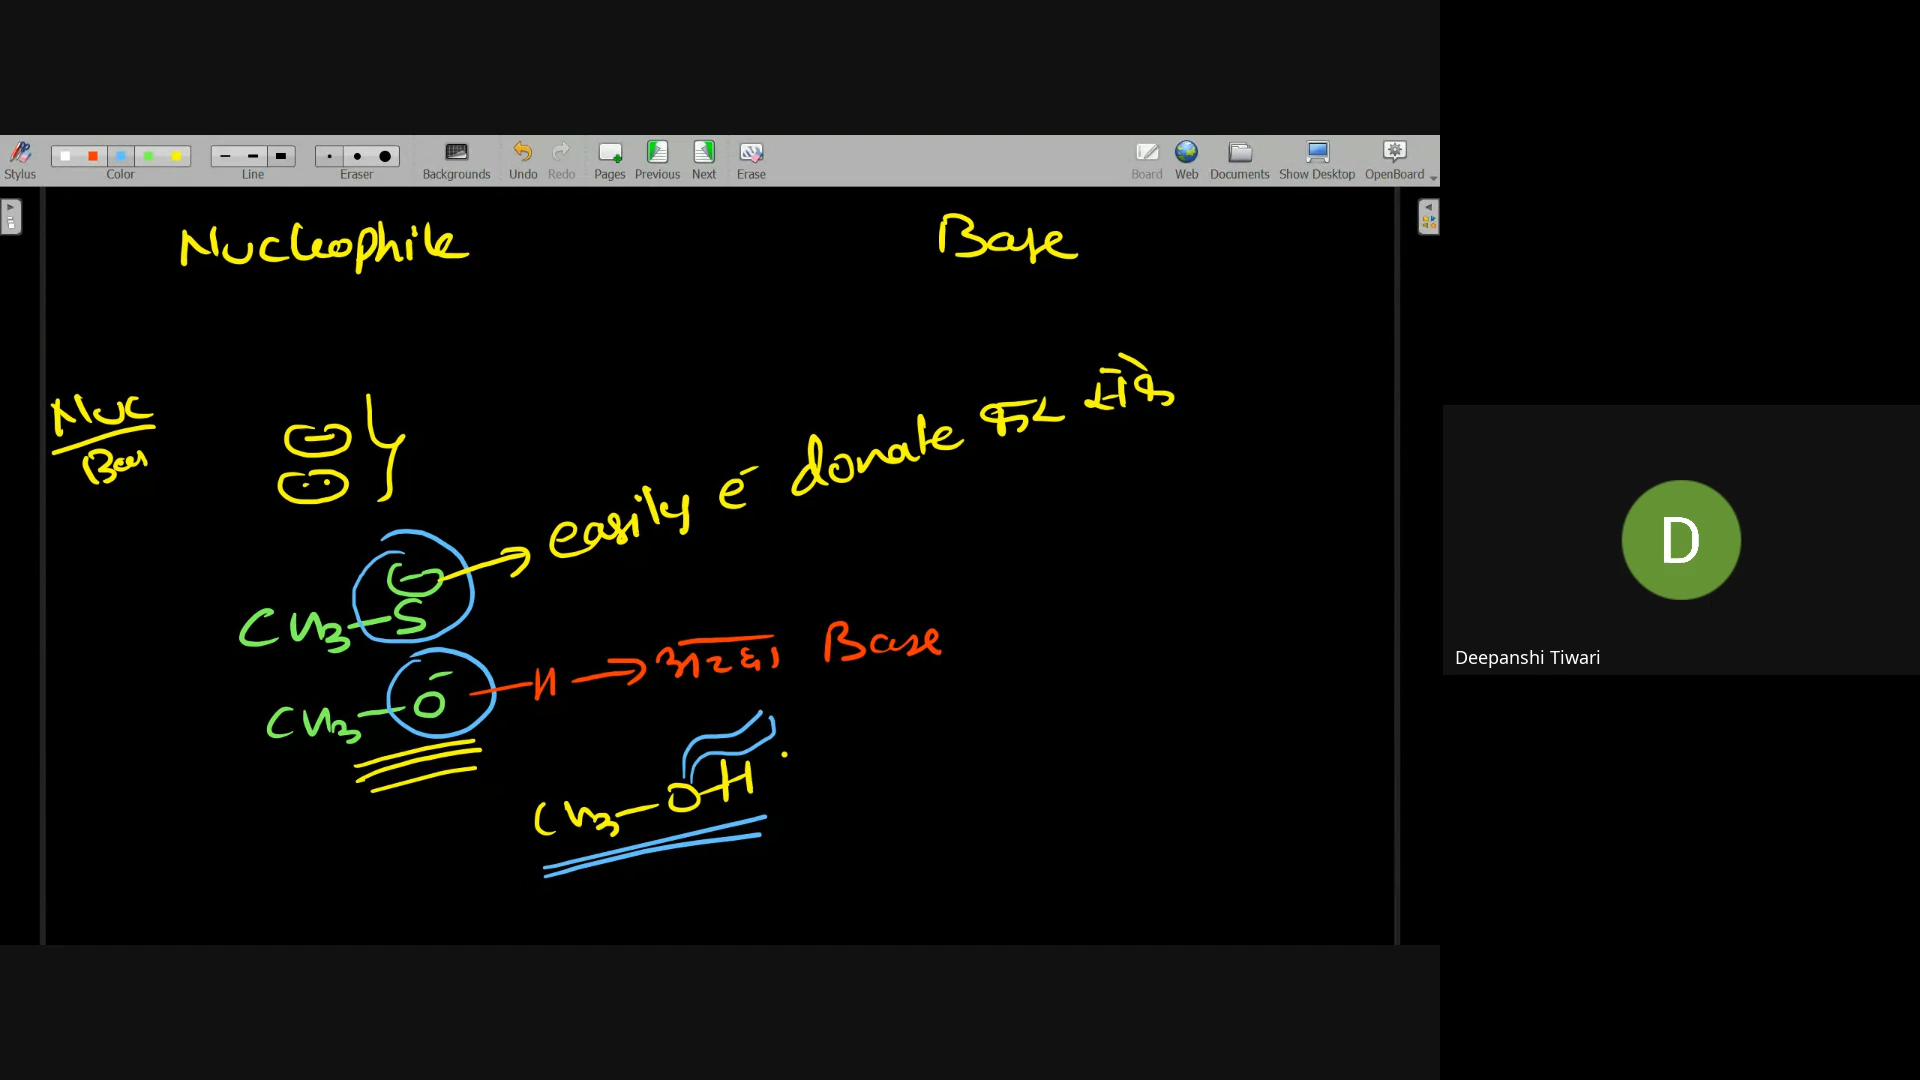 Stylus Color Line Eraser Backgrounds Undo Redo Pages Previous Next Erase Board Web Documents Show Desktop OpenBoard
Nucleophile Base
Nuc
easily e⁻ donate कर सके
CH3-S
CH3-O⁻ -H → अच्छा Base
CH3-OH
D
Deepanshi Tiwari